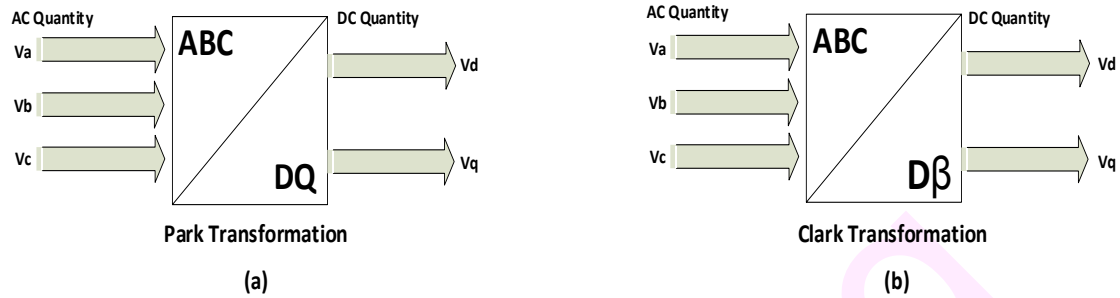 AC Quantity
DC Quantity
Va
Vb
Vc
ABC
DQ
Vd
Vq
Park Transformation
(a)
AC Quantity
DC Quantity
Va
Vb
Vc
ABC
Dβ
Vd
Vq
Clark Transformation
(b)